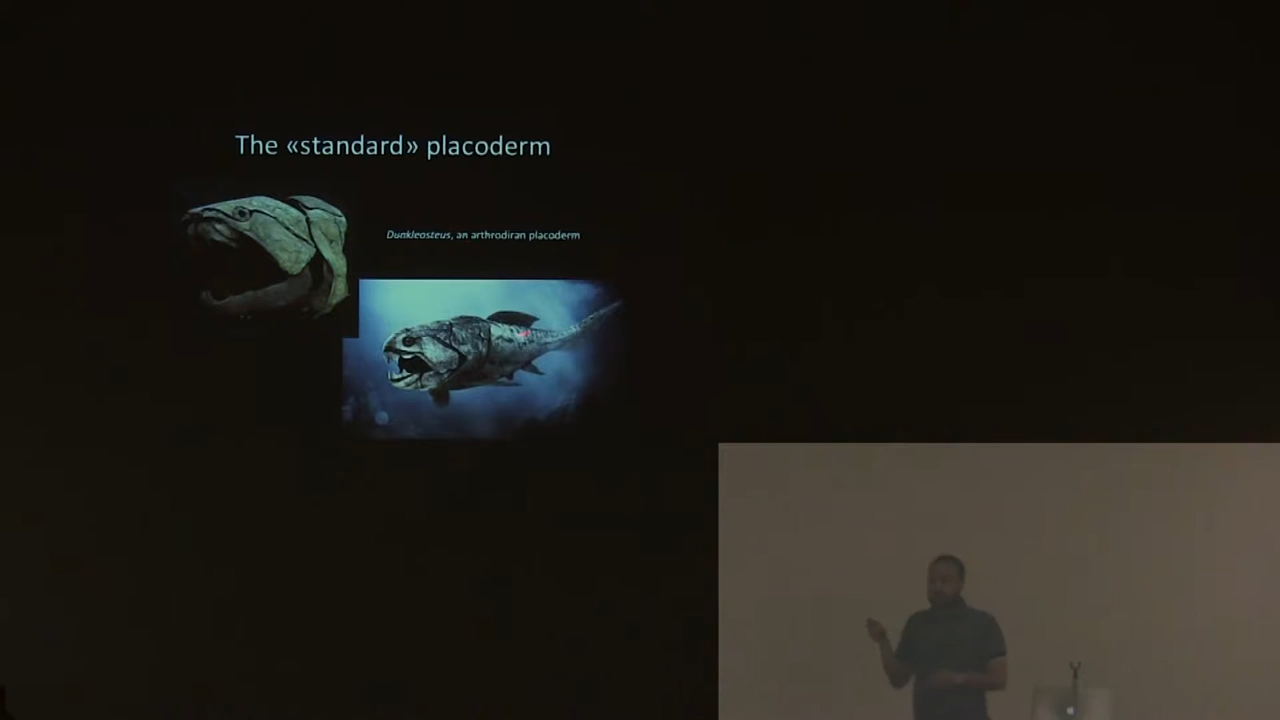 The «standard» placoderm
Dunkleosteus, an arthrodiran placoderm